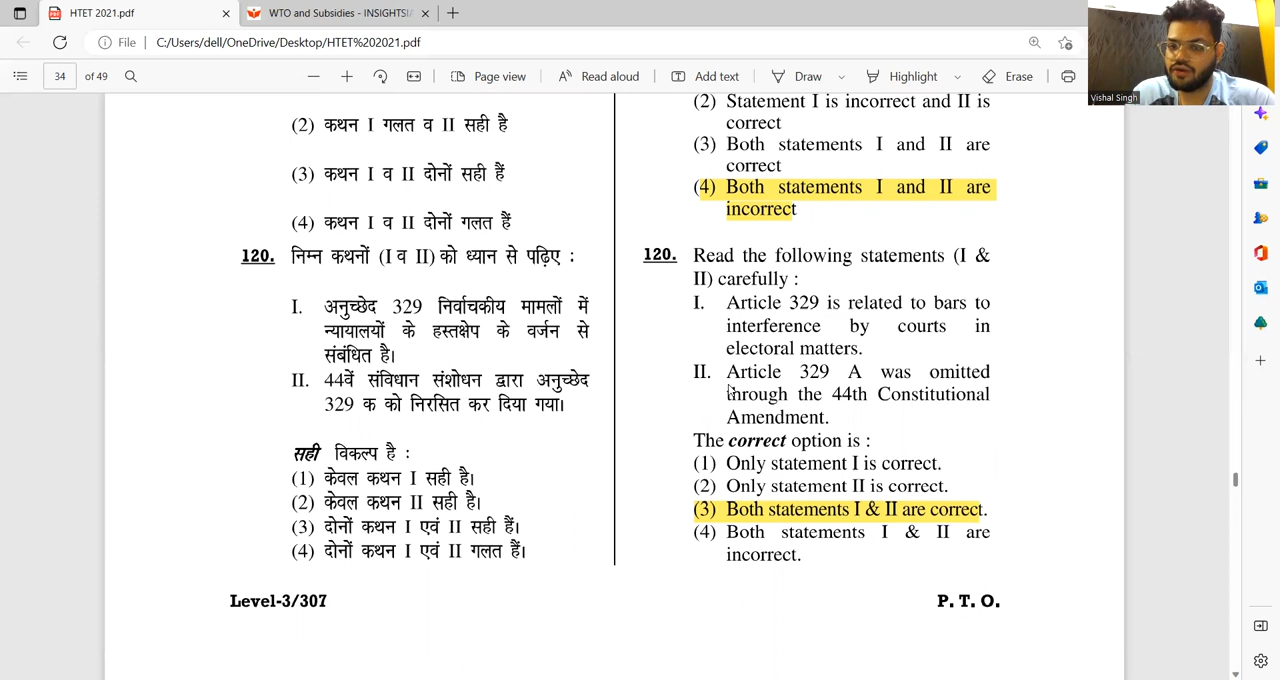 HTET 2021.pdf
WTO and Subsidies - INSIGHTSIA
File C:/Users/dell/OneDrive/Desktop/HTET%202021.pdf
34 of 49 Page view Read aloud Add text Draw Highlight Erase
Vishal Singh
(2) कथन I गलत व II सही है
(3) कथन I व II दोनों सही हैं
(4) कथन I व II दोनों गलत हैं
120. निम्न कथनों (I व II) को ध्यान से पढ़िए :
I. अनुच्छेद 329 निर्वाचकीय मामलों में
न्यायालयों के हस्तक्षेप के वर्जन से
संबंधित है।
II. 44वें संविधान संशोधन द्वारा अनुच्छेद
329 क को निरसित कर दिया गया।
सही विकल्प है :
(1) केवल कथन I सही है।
(2) केवल कथन II सही है।
(3) दोनों कथन I एवं II सही हैं।
(4) दोनों कथन I एवं II गलत हैं।
(2) Statement I is incorrect and II is
correct
(3) Both statements I and II are
correct
(4) Both statements I and II are
incorrect
120. Read the following statements (I &
II) carefully :
I. Article 329 is related to bars to
interference by courts in
electoral matters.
II. Article 329 A was omitted
through the 44th Constitutional
Amendment.
The correct option is :
(1) Only statement I is correct.
(2) Only statement II is correct.
(3) Both statements I & II are correct.
(4) Both statements I & II are
incorrect.
Level-3/307
P. T. O.